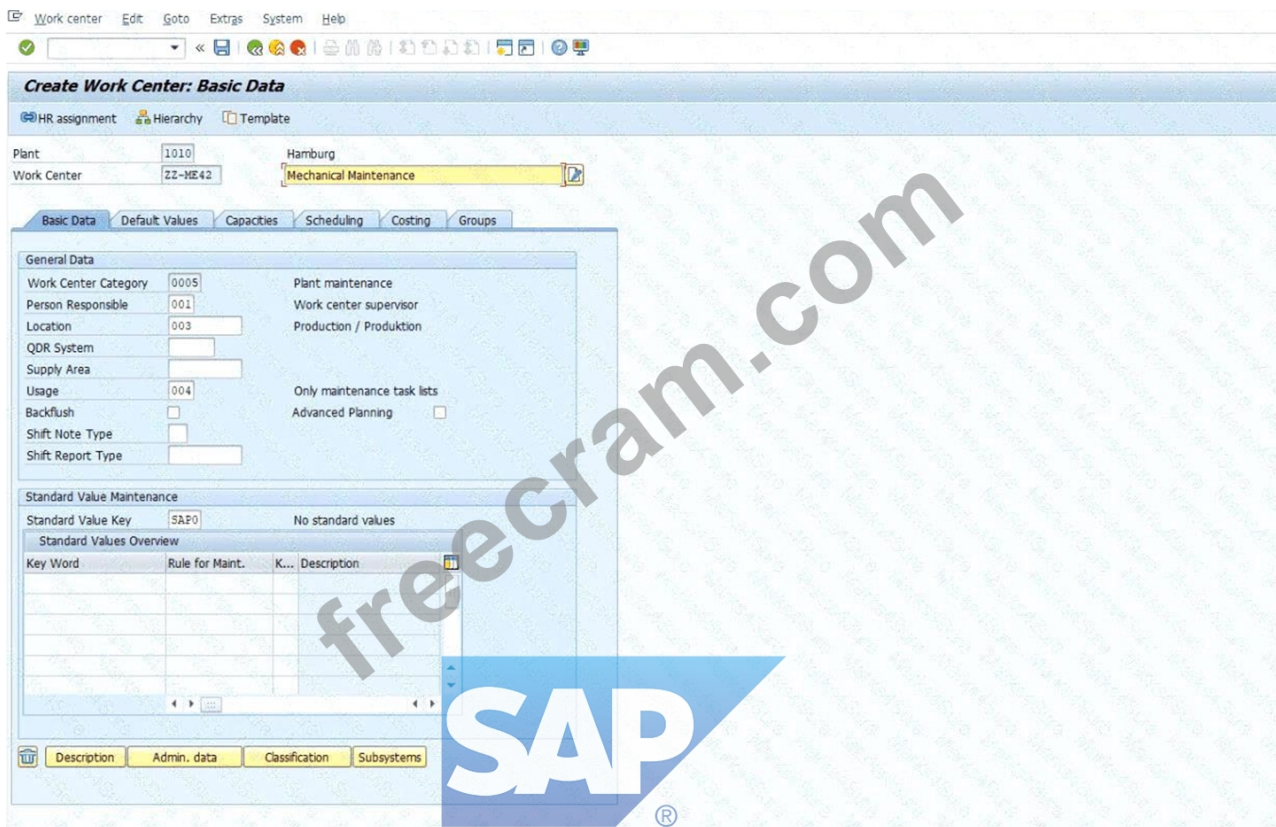 Work center Edit Goto Extras System Help
Create Work Center: Basic Data
HR assignment Hierarchy Template
Plant 1010 Hamburg
Work Center ZZ-ME42 Mechanical Maintenance
Basic Data Default Values Capacities Scheduling Costing Groups
General Data
Work Center Category 0005 Plant maintenance
Person Responsible 001 Work center supervisor
Location 003 Production / Produktion
QDR System
Supply Area
Usage 004 Only maintenance task lists
Backflush Advanced Planning
Shift Note Type
Shift Report Type
Standard Value Maintenance
Standard Value Key SAP0 No standard values
Standard Values Overview
Key Word Rule for Maint. K... Description
Description Admin. data Classification Subsystems
freecram.com
SAP
®